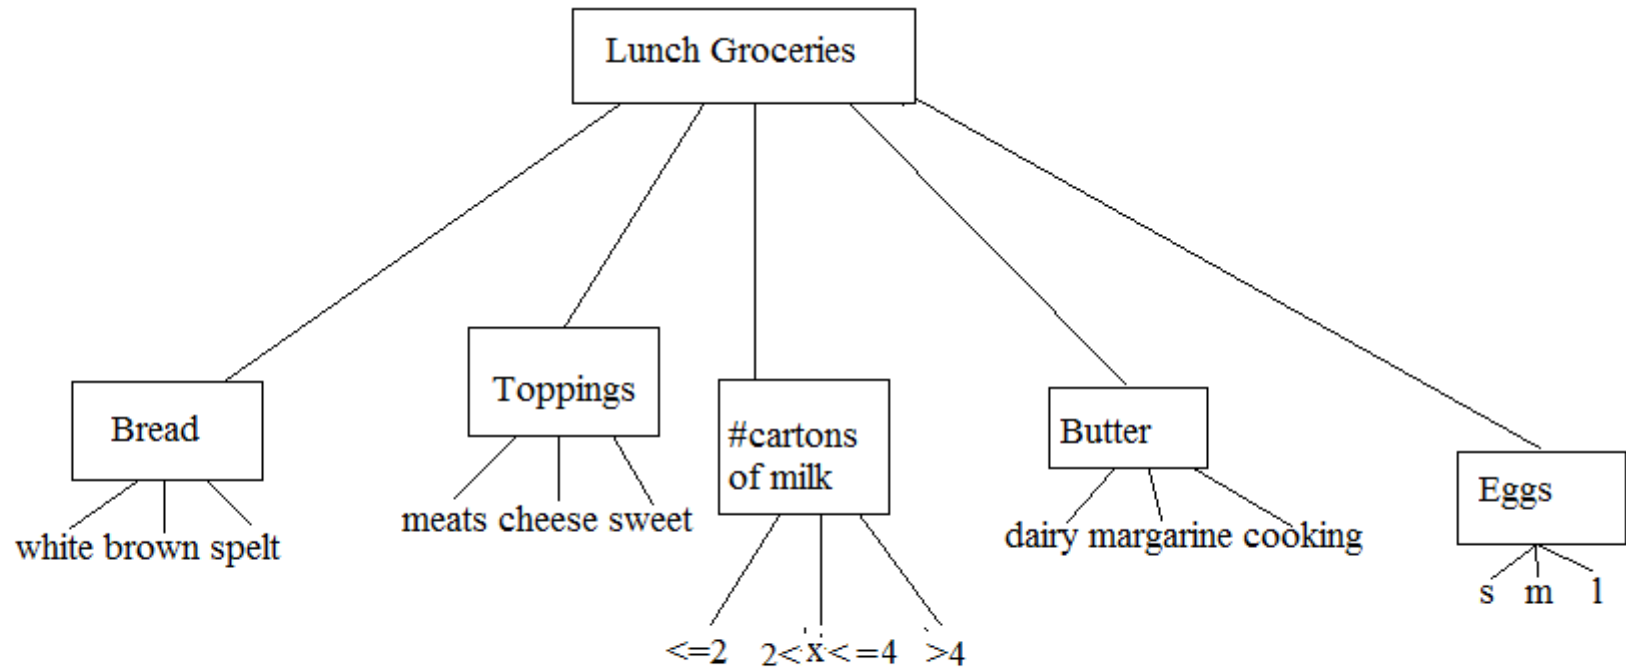 Lunch Groceries
Bread
Toppings
#cartons
of milk
Butter
Eggs
white brown spelt
meats cheese sweet
<=2 2<x<=4 >4
dairy margarine cooking
s m l